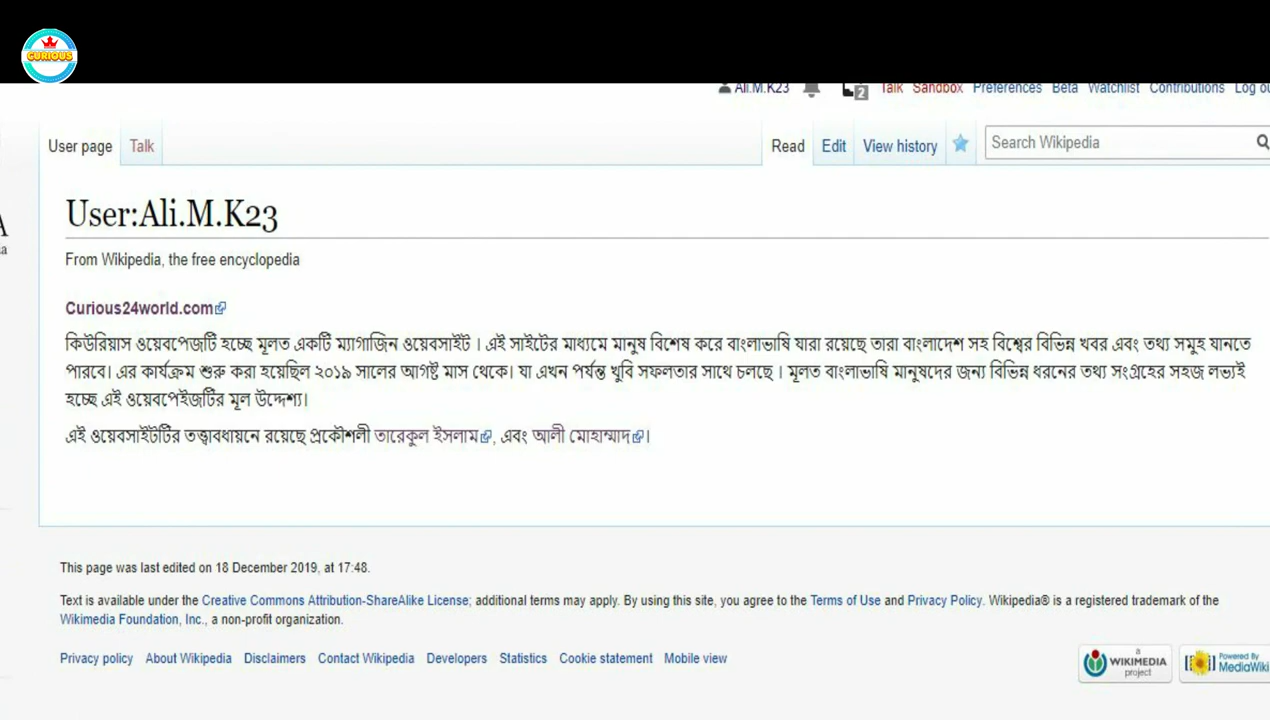 CURIOUS
Ali.M.K23 2 Talk Sandbox Preferences Beta Watchlist Contributions Log
User page Talk Read Edit View history Search Wikipedia
User:Ali.M.K23
From Wikipedia, the free encyclopedia
Curious24world.com
কিউরিয়াস ওয়েবপেজটি হচ্ছে মূলত একটি ম্যাগাজিন ওয়েবসাইট । এই সাইটের মাধ্যমে মানুষ বিশেষ করে বাংলাভাষি যারা রয়েছে তারা বাংলাদেশ সহ বিশ্বের বিভিন্ন খবর এবং তথ্য সমুহ যানতে
পারবে। এর কার্যক্রম শুরু করা হয়েছিল ২০১৯ সালের আগষ্ট মাস থেকে। যা এখন পর্যন্ত খুবি সফলতার সাথে চলছে । মূলত বাংলাভাষি মানুষদের জন্য বিভিন্ন ধরনের তথ্য সংগ্রহের সহজ লভ্যই
হচ্ছে এই ওয়েবপেইজটির মূল উদ্দেশ্য।
এই ওয়েবসাইটটির তত্ত্বাবধায়নে রয়েছে প্রকৌশলী তারেকুল ইসলাম, এবং আলী মোহাম্মাদ।
This page was last edited on 18 December 2019, at 17:48.
Text is available under the Creative Commons Attribution-ShareAlike License; additional terms may apply. By using this site, you agree to the Terms of Use and Privacy Policy. Wikipedia® is a registered trademark of the
Wikimedia Foundation, Inc., a non-profit organization.
Privacy policy About Wikipedia Disclaimers Contact Wikipedia Developers Statistics Cookie statement Mobile view
a WIKIMEDIA project
Powered By MediaWiki